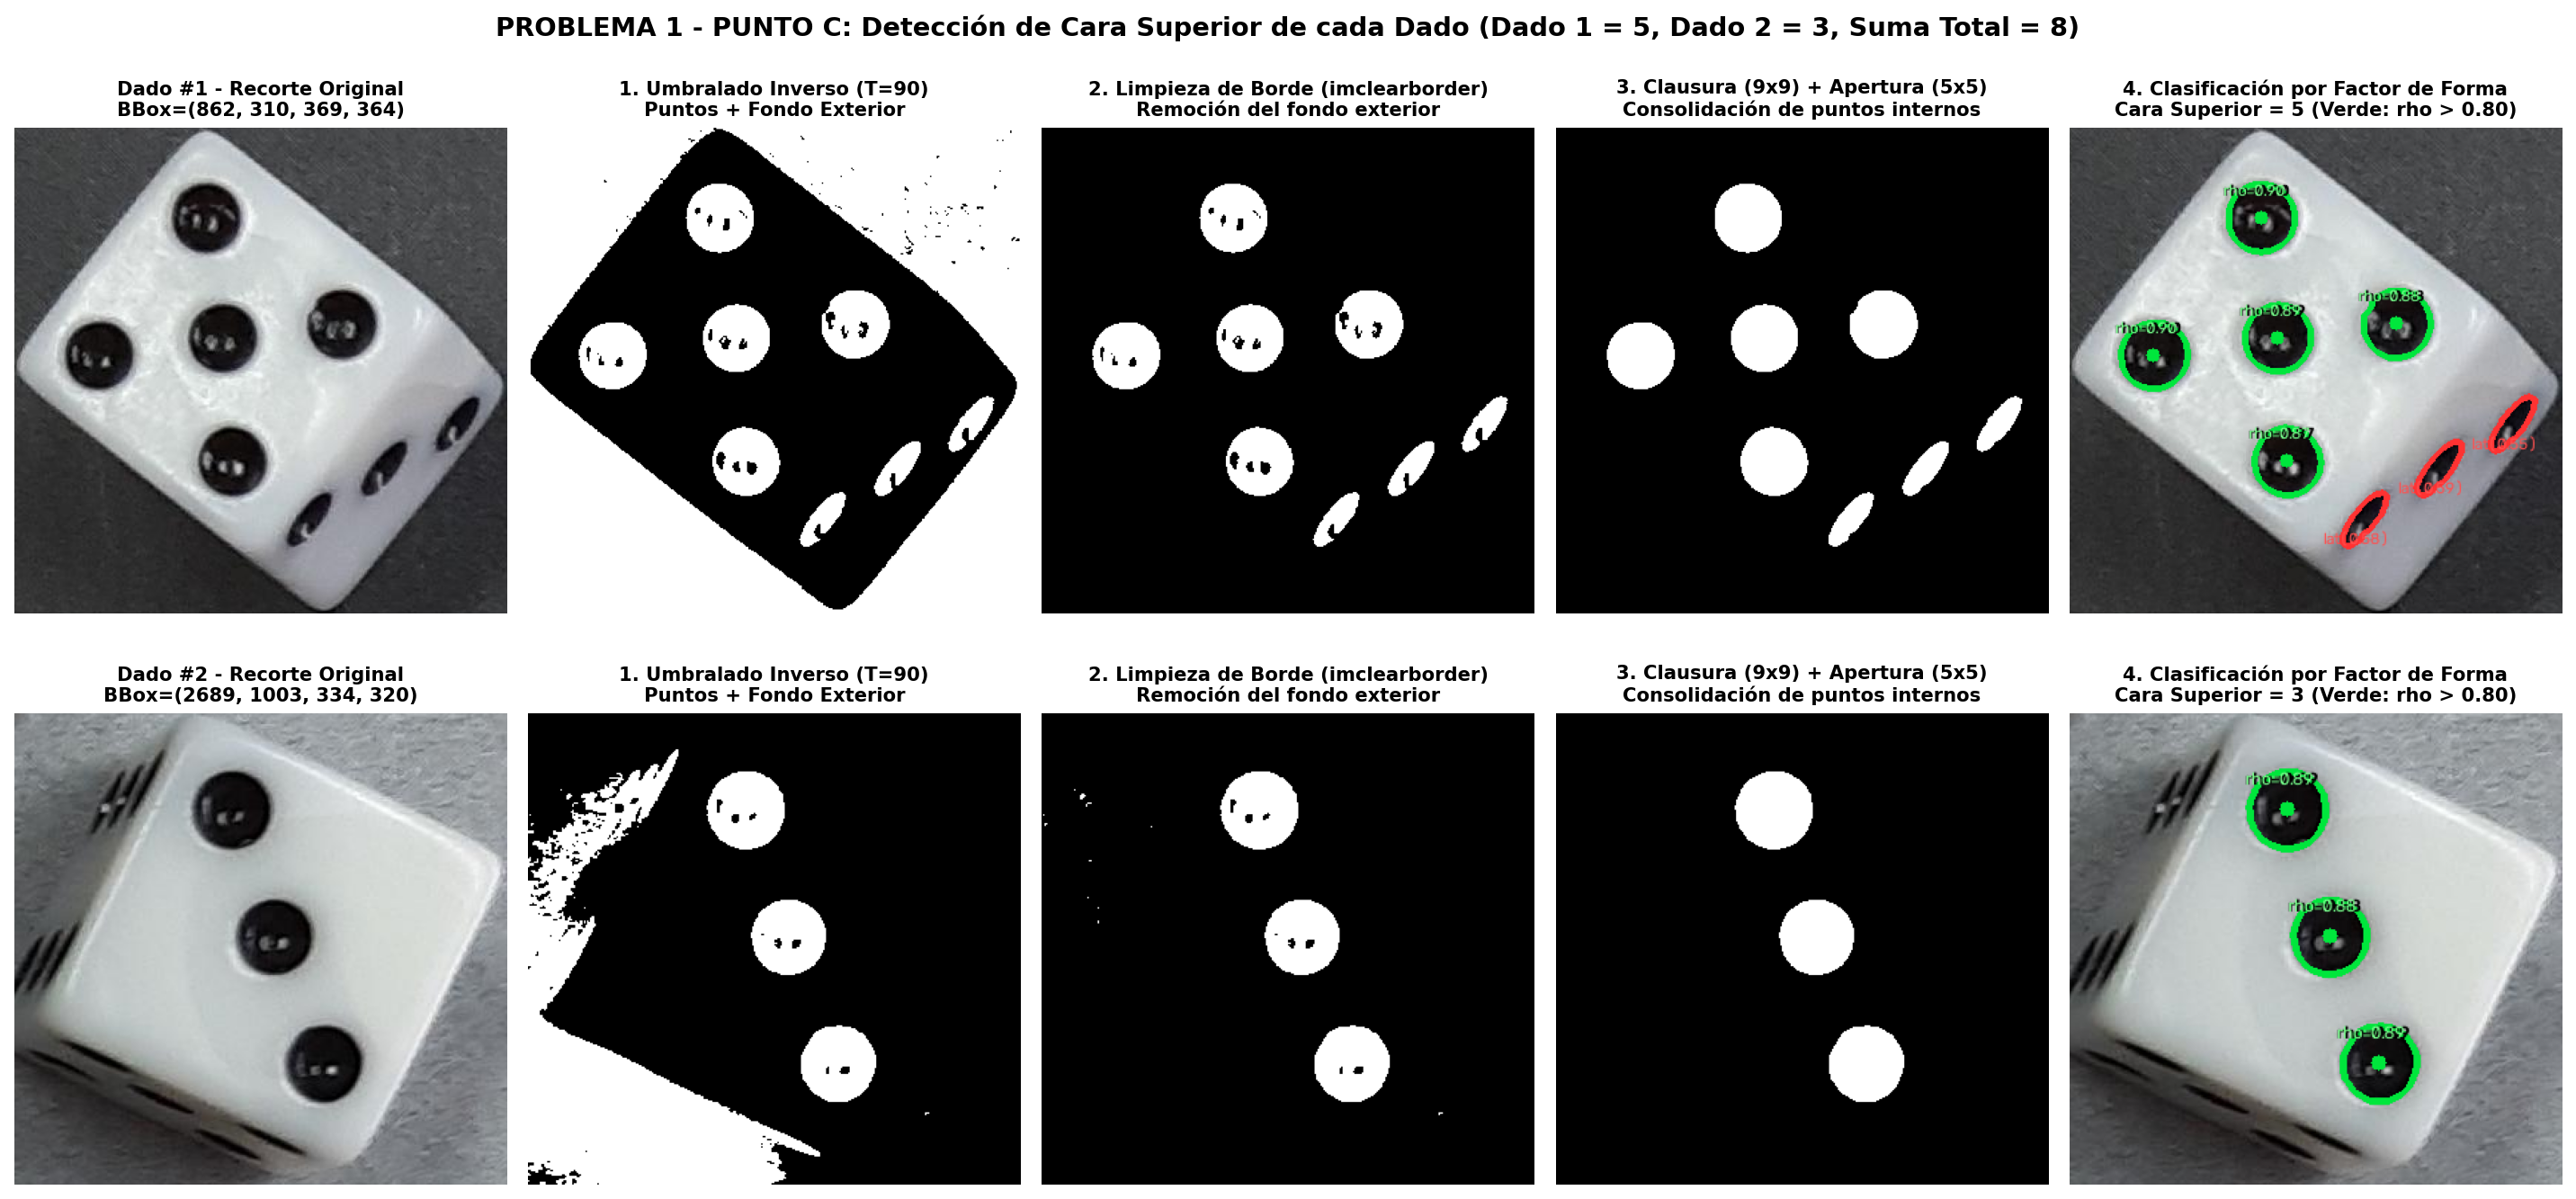 PROBLEMA 1 - PUNTO C: Detección de Cara Superior de cada Dado (Dado 1 = 5, Dado 2 = 3, Suma Total = 8)
Dado #1 - Recorte Original
BBox=(862, 310, 369, 364)
1. Umbralado Inverso (T=90)
Puntos + Fondo Exterior
2. Limpieza de Borde (imclearborder)
Remoción del fondo exterior
3. Clausura (9x9) + Apertura (5x5)
Consolidación de puntos internos
4. Clasificación por Factor de Forma
Cara Superior = 5 (Verde: rho > 0.80)
rho=0.90
rho=0.88
rho=0.89
rho=0.90
rho=0.87
Dado #2 - Recorte Original
BBox=(2689, 1003, 334, 320)
1. Umbralado Inverso (T=90)
Puntos + Fondo Exterior
2. Limpieza de Borde (imclearborder)
Remoción del fondo exterior
3. Clausura (9x9) + Apertura (5x5)
Consolidación de puntos internos
4. Clasificación por Factor de Forma
Cara Superior = 3 (Verde: rho > 0.80)
rho=0.89
rho=0.88
rho=0.89